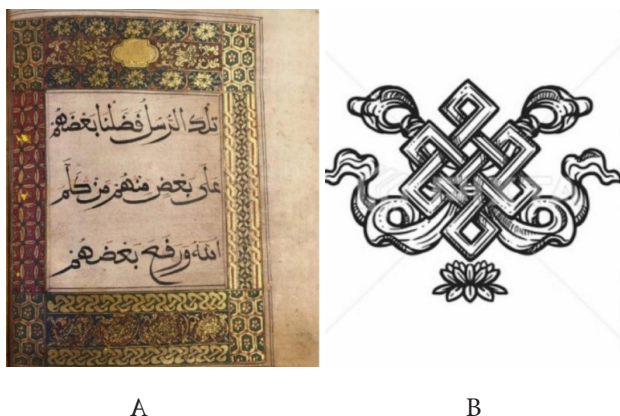 تلك الرسل فضلنا بعضهم
على بعض منهم من كلم
الله ورفع بعضهم
A
B